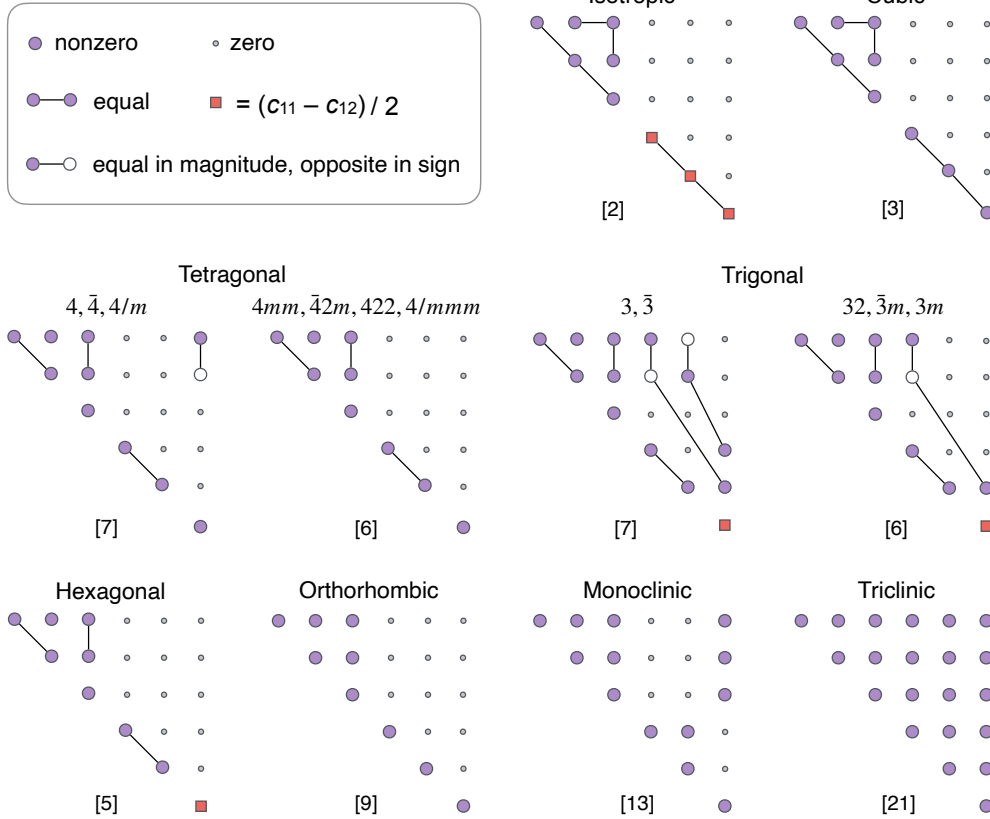 Isotropic
Cubic
nonzero
zero
equal
= (c11 – c12) / 2
equal in magnitude, opposite in sign
[2]
[3]
Tetragonal
Trigonal
4, 4̄, 4/m
4mm, 4̄2m, 422, 4/mmm
3, 3̄
32, 3̄m, 3m
[7]
[6]
[7]
[6]
Hexagonal
Orthorhombic
Monoclinic
Triclinic
[5]
[9]
[13]
[21]